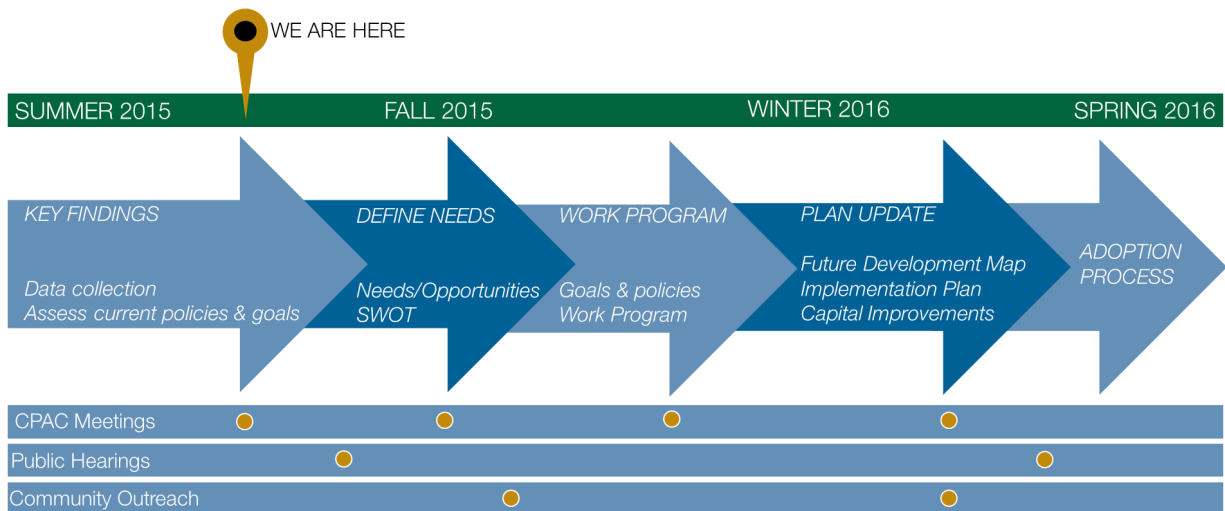 WE ARE HERE
SUMMER 2015
FALL 2015
WINTER 2016
SPRING 2016
KEY FINDINGS
Data collection
Assess current policies & goals
DEFINE NEEDS
Needs/Opportunities
SWOT
WORK PROGRAM
Goals & policies
Work Program
PLAN UPDATE
Future Development Map
Implementation Plan
Capital Improvements
ADOPTION
PROCESS
CPAC Meetings
Public Hearings
Community Outreach